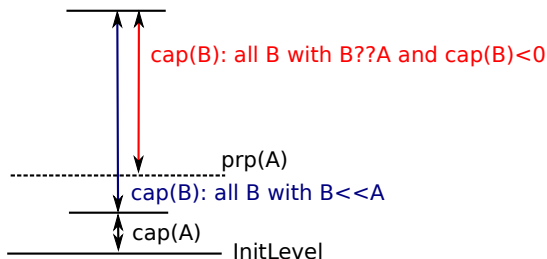 cap(B): all B with B??A and cap(B)<0
prp(A)
cap(B): all B with B<<A
cap(A)
InitLevel